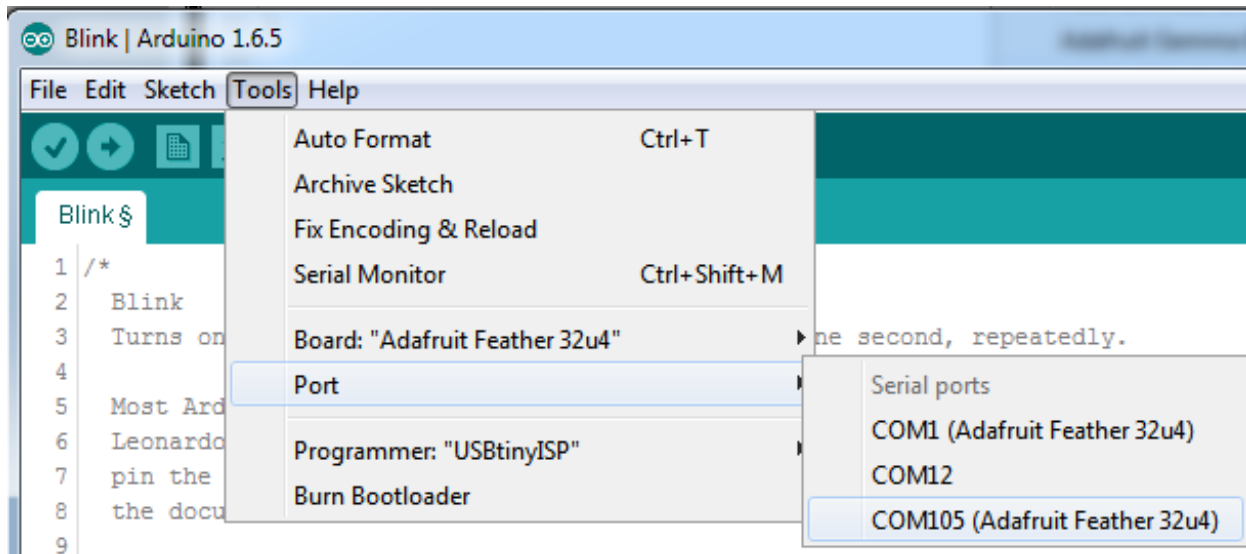 Blink | Arduino 1.6.5
File Edit Sketch Tools Help
Auto Format Ctrl+T
Archive Sketch
Fix Encoding & Reload
Serial Monitor Ctrl+Shift+M
Board: "Adafruit Feather 32u4"
Port
Programmer: "USBtinyISP"
Burn Bootloader
Serial ports
COM1 (Adafruit Feather 32u4)
COM12
COM105 (Adafruit Feather 32u4)
Blink §
1 /*
2 Blink
3 Turns on ne second, repeatedly.
4
5 Most Ard
6 Leonardo
7 pin the
8 the docu
9